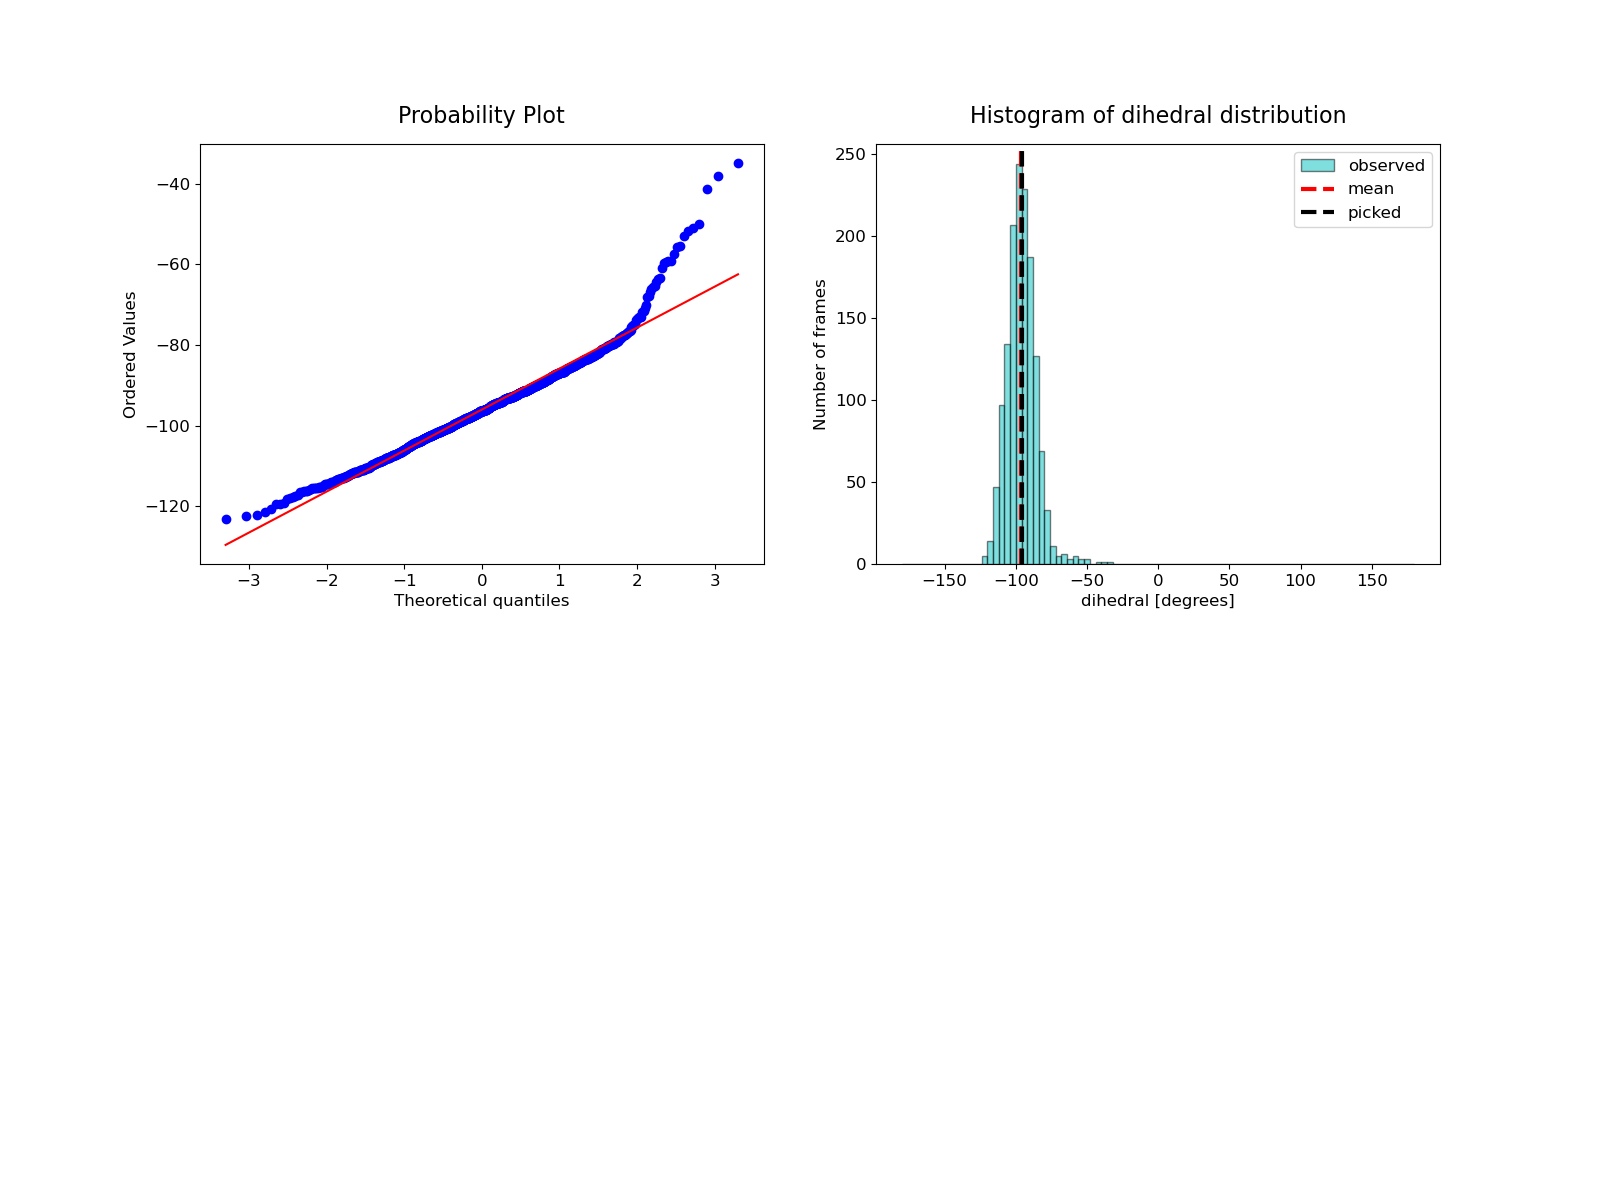 Probability Plot
Ordered Values
−40
−60
−80
−100
−120
−3
−2
−1
0
1
2
3
Theoretical quantiles
Histogram of dihedral distribution
Number of frames
250
200
150
100
50
0
−150
−100
−50
0
50
100
150
dihedral [degrees]
observed
mean
picked